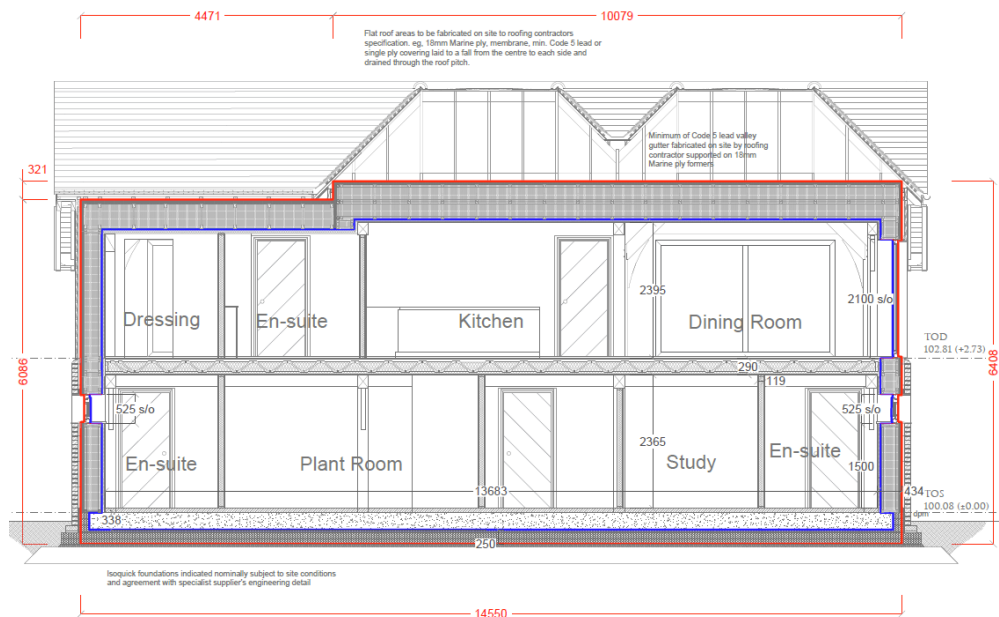 4471
10079
Flat roof areas to be fabricated on site to roofing contractors
specification. eg, 18mm Marine ply, membrane, min. Code 5 lead or
single ply covering laid to a fall from the centre to each side and
drained through the roof pitch.
Minimum of Code 5 lead valley
gutter fabricated on site by roofing
contractor supported on 18mm
Marine ply formers
321
2395
2100 s/o
Dressing
En-suite
Kitchen
Dining Room
TOD
102.81 (+2.73)
6086
6408
290
119
525 s/o
525 s/o
2365
En-suite
Plant Room
Study
En-suite
1500
13683
434
TOS
100.08 (±0.00)
dpm
338
250
Isoquick foundations indicated nominally subject to site conditions
and agreement with specialist supplier's engineering detail
14550